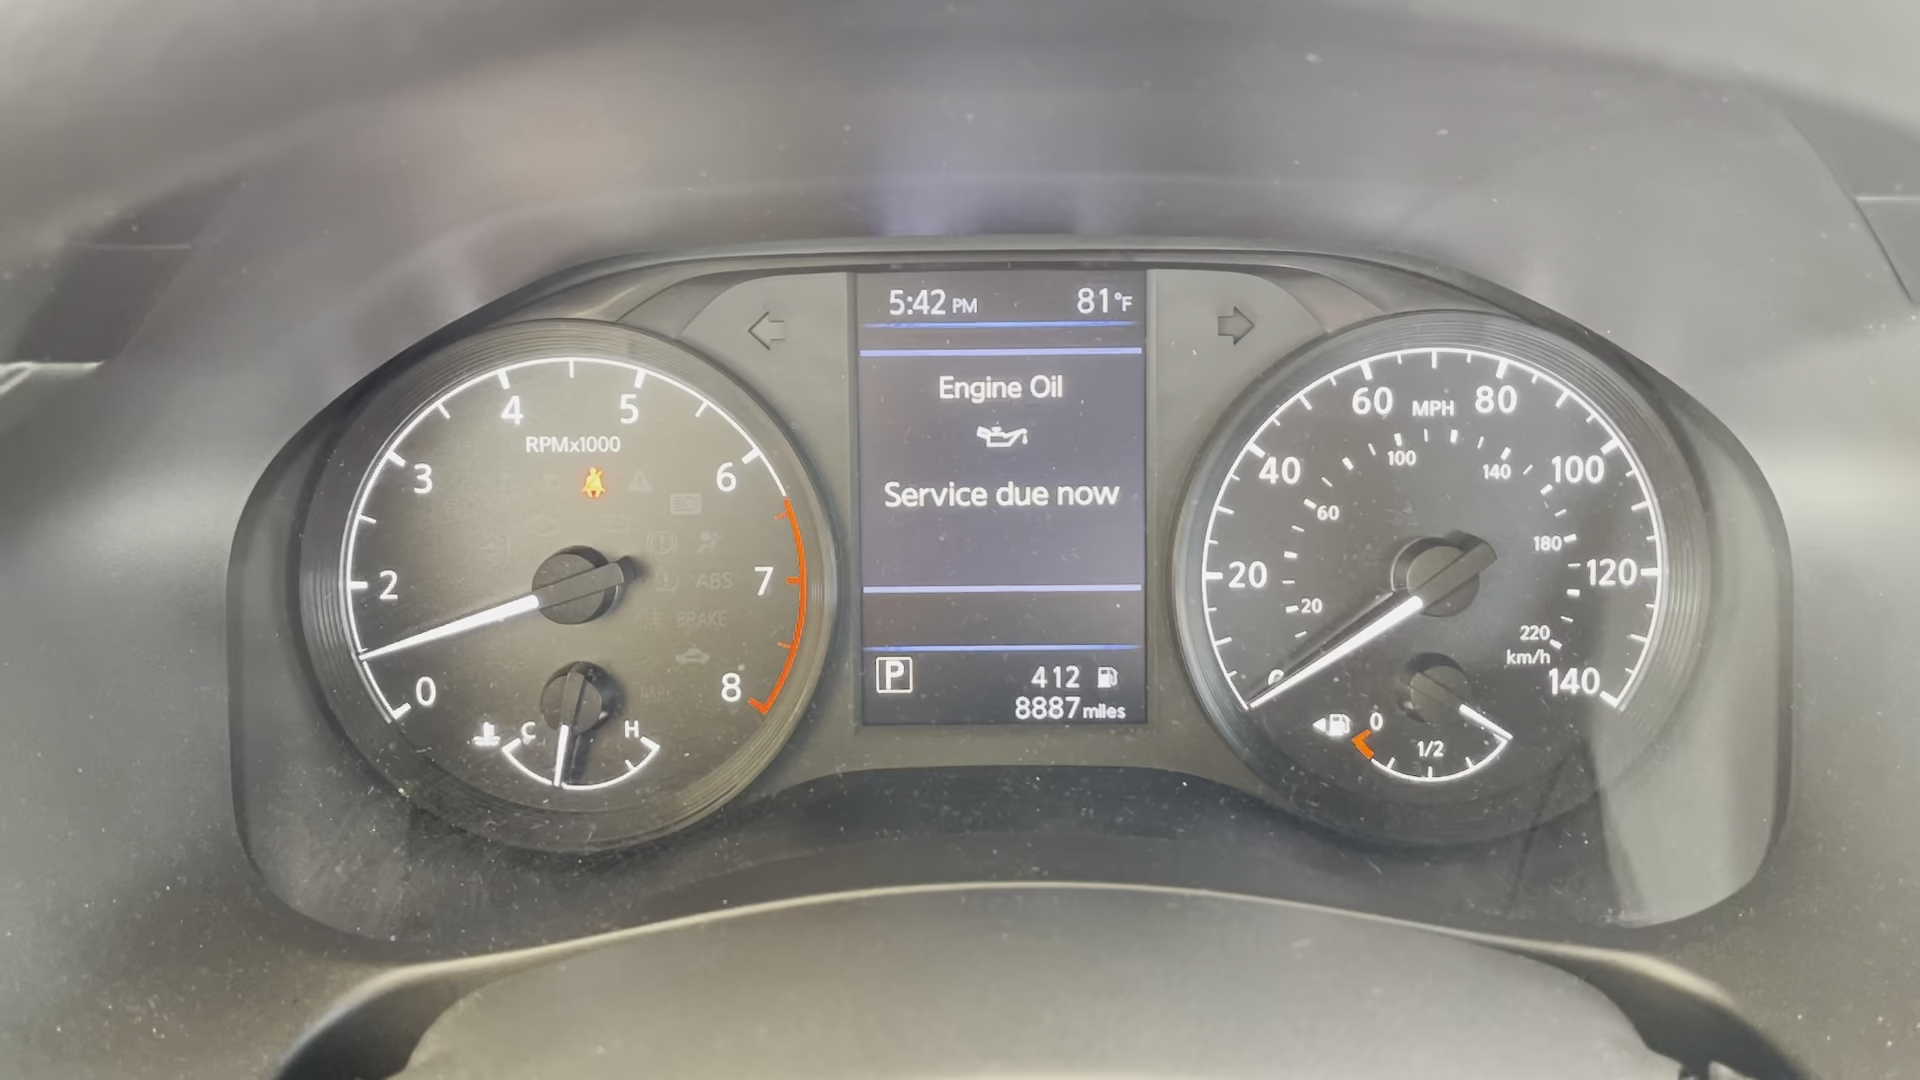 5:42 PM 81°F
Engine Oil
Service due now
P 412
8887 miles
4 5
RPMx1000
3 6
2 7
ABS
BRAKE
0 8
C H
60 MPH 80
40 100 140 100
60
180
20 120
20
220
km/h
0 140
0
1/2